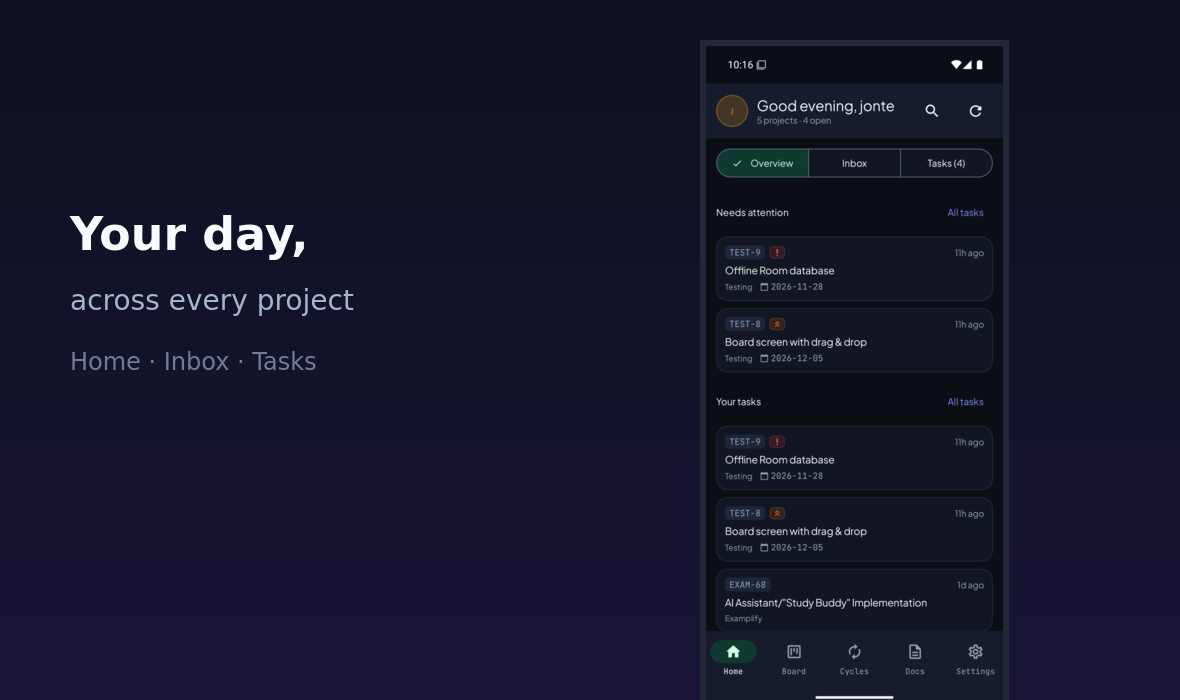 Your day,
across every project
Home · Inbox · Tasks
10:16
J
Good evening, jonte
5 projects · 4 open
Overview
Inbox
Tasks (4)
Needs attention
All tasks
TEST-9 !
11h ago
Offline Room database
Testing 2026-11-28
TEST-8
11h ago
Board screen with drag & drop
Testing 2026-12-05
Your tasks
All tasks
TEST-9 !
11h ago
Offline Room database
Testing 2026-11-28
TEST-8
11h ago
Board screen with drag & drop
Testing 2026-12-05
EXAM-68
1d ago
AI Assistant/"Study Buddy" Implementation
Examplify
Home
Board
Cycles
Docs
Settings